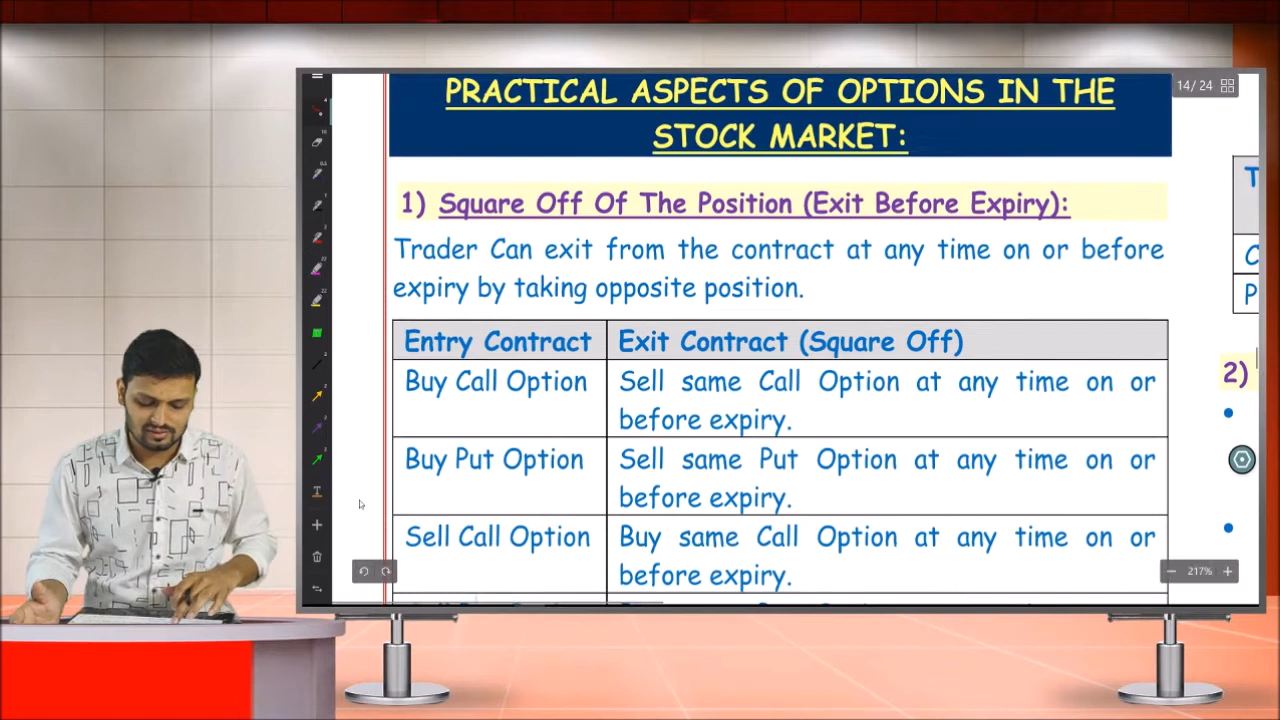 PRACTICAL ASPECTS OF OPTIONS IN THE
STOCK MARKET:
14/ 24
1) Square Off Of The Position (Exit Before Expiry):
Trader Can exit from the contract at any time on or before
expiry by taking opposite position.
Entry Contract
Exit Contract (Square Off)
Buy Call Option
Sell same Call Option at any time on or
before expiry.
Buy Put Option
Sell same Put Option at any time on or
before expiry.
Sell Call Option
Buy same Call Option at any time on or
before expiry.
T
C
P
2)
217%